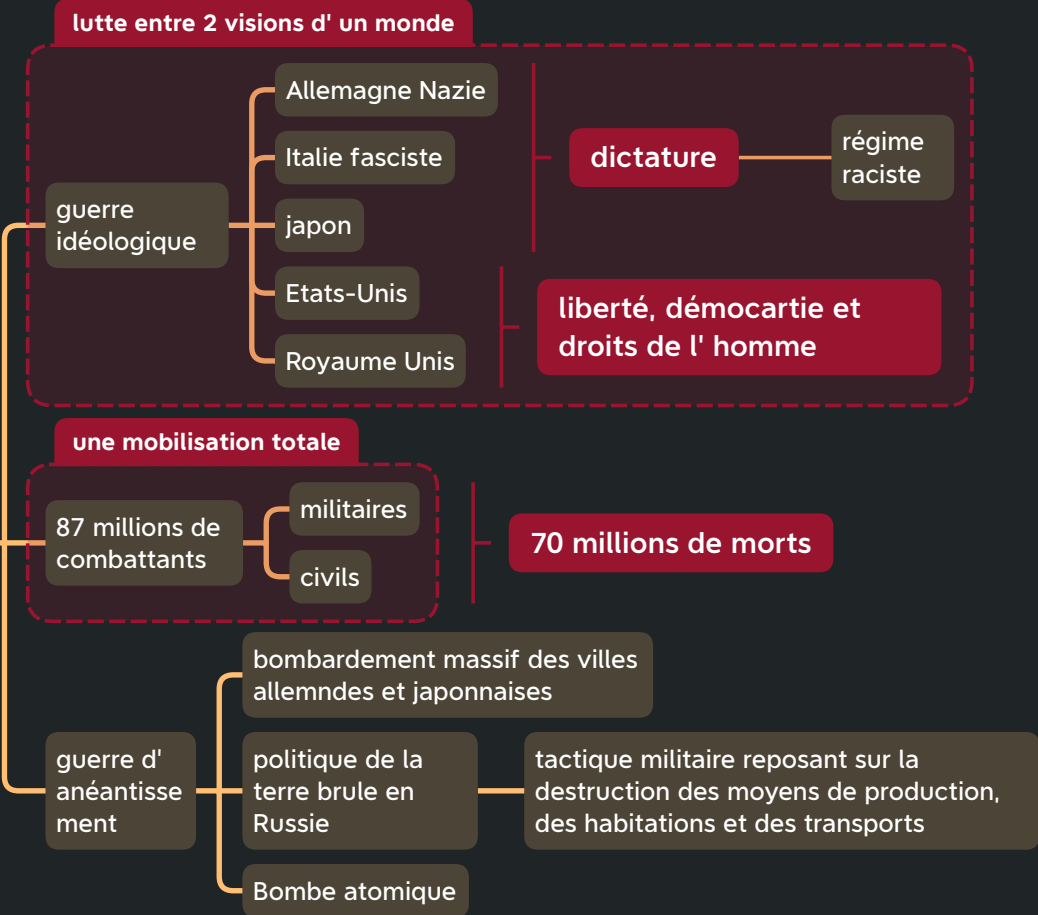 lutte entre 2 visions d' un monde
guerre
idéologique
Allemagne Nazie
Italie fasciste
japon
Etats-Unis
Royaume Unis
dictature
régime
raciste
liberté, démocartie et
droits de l' homme
une mobilisation totale
87 millions de
combattants
militaires
civils
70 millions de morts
guerre d'
anéantisse
ment
bombardement massif des villes
allemndes et japonnaises
politique de la
terre brule en
Russie
tactique militaire reposant sur la
destruction des moyens de production,
des habitations et des transports
Bombe atomique